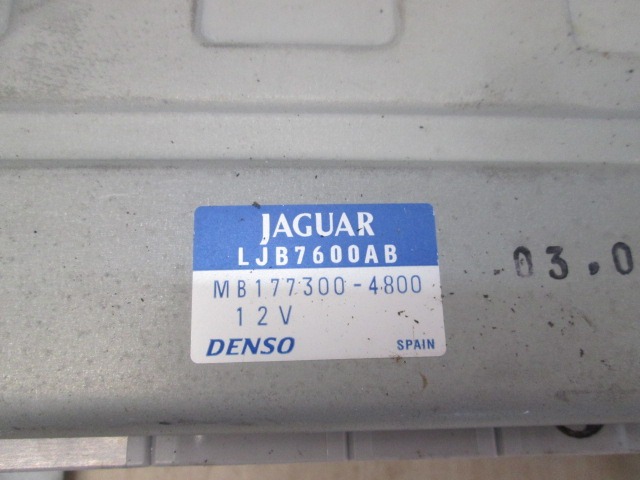 JAGUAR
LJB7600AB
MB177300-4800
12V
DENSO SPAIN
03.0